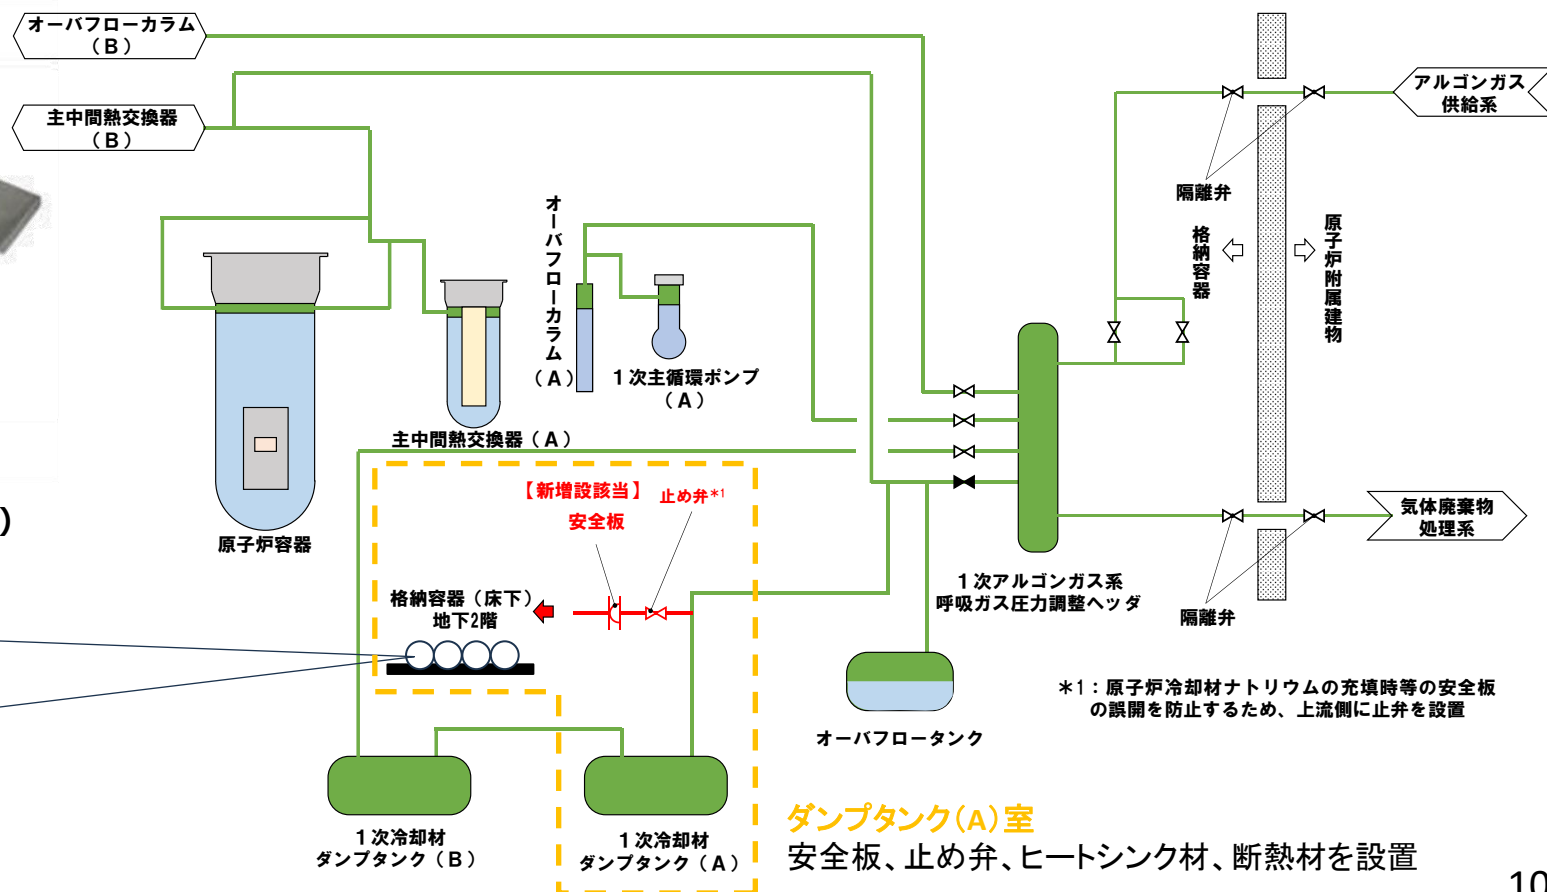 オーバフローカラム
（B）
主中間熱交換器
（B）
アルゴンガス
供給系
隔離弁
格納容器
原子炉附属建物
オーバフローカラム
（A）
1次主循環ポンプ
（A）
主中間熱交換器（A）
原子炉容器
)
【新増設該当】
安全板
止め弁*1
格納容器（床下）
地下2階
気体廃棄物
処理系
1次アルゴンガス系
呼吸ガス圧力調整ヘッダ
隔離弁
オーバフロータンク
*1：原子炉冷却材ナトリウムの充填時等の安全板
の誤開を防止するため、上流側に止弁を設置
1次冷却材
ダンプタンク（B）
1次冷却材
ダンプタンク（A）
ダンプタンク(A)室
安全板、止め弁、ヒートシンク材、断熱材を設置
10